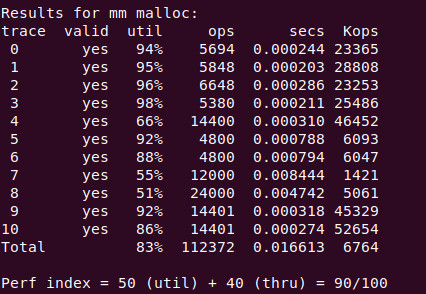 Results for mm malloc:
trace  valid  util     ops      secs  Kops
 0       yes   94%    5694  0.000244 23365
 1       yes   95%    5848  0.000203 28808
 2       yes   96%    6648  0.000286 23253
 3       yes   98%    5380  0.000211 25486
 4       yes   66%   14400  0.000310 46452
 5       yes   92%    4800  0.000788  6093
 6       yes   88%    4800  0.000794  6047
 7       yes   55%   12000  0.008444  1421
 8       yes   51%   24000  0.004742  5061
 9       yes   92%   14401  0.000318 45329
10       yes   86%   14401  0.000274 52654
Total          83%  112372  0.016613  6764
Perf index = 50 (util) + 40 (thru) = 90/100